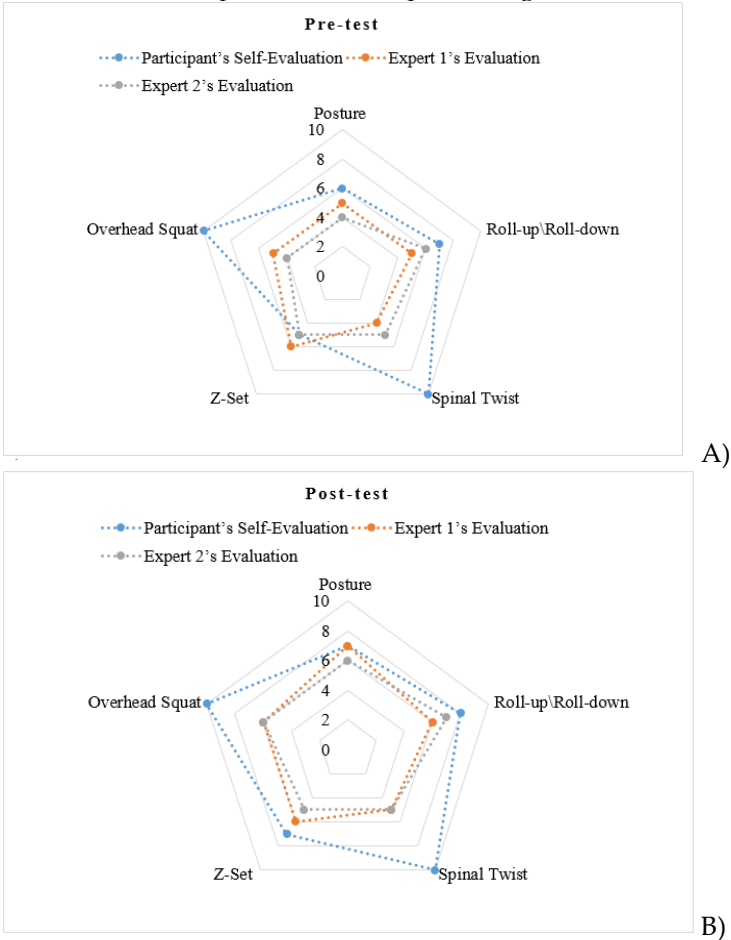 Pre-test
Participant's Self-Evaluation Expert 1's Evaluation
Expert 2's Evaluation
Posture
10
8
6
4
2
0
Overhead Squat
Roll-up\Roll-down
Z-Set
Spinal Twist
A)
Post-test
Participant's Self-Evaluation Expert 1's Evaluation
Expert 2's Evaluation
Posture
10
8
6
4
2
0
Overhead Squat
Roll-up\Roll-down
Z-Set
Spinal Twist
B)